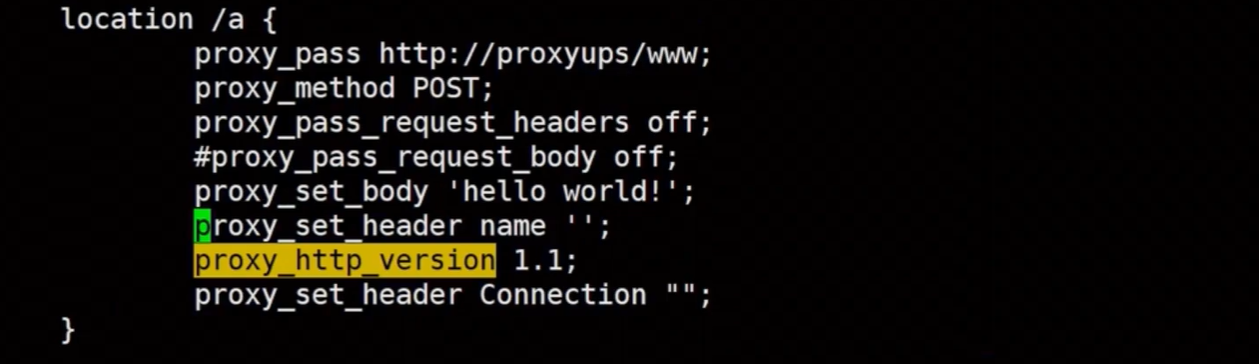 location /a {
proxy_pass http://proxyups/www;
proxy_method POST;
proxy_pass_request_headers off;
#proxy_pass_request_body off;
proxy_set_body 'hello world!';
proxy_set_header name '';
proxy_http_version 1.1;
proxy_set_header Connection "";
}